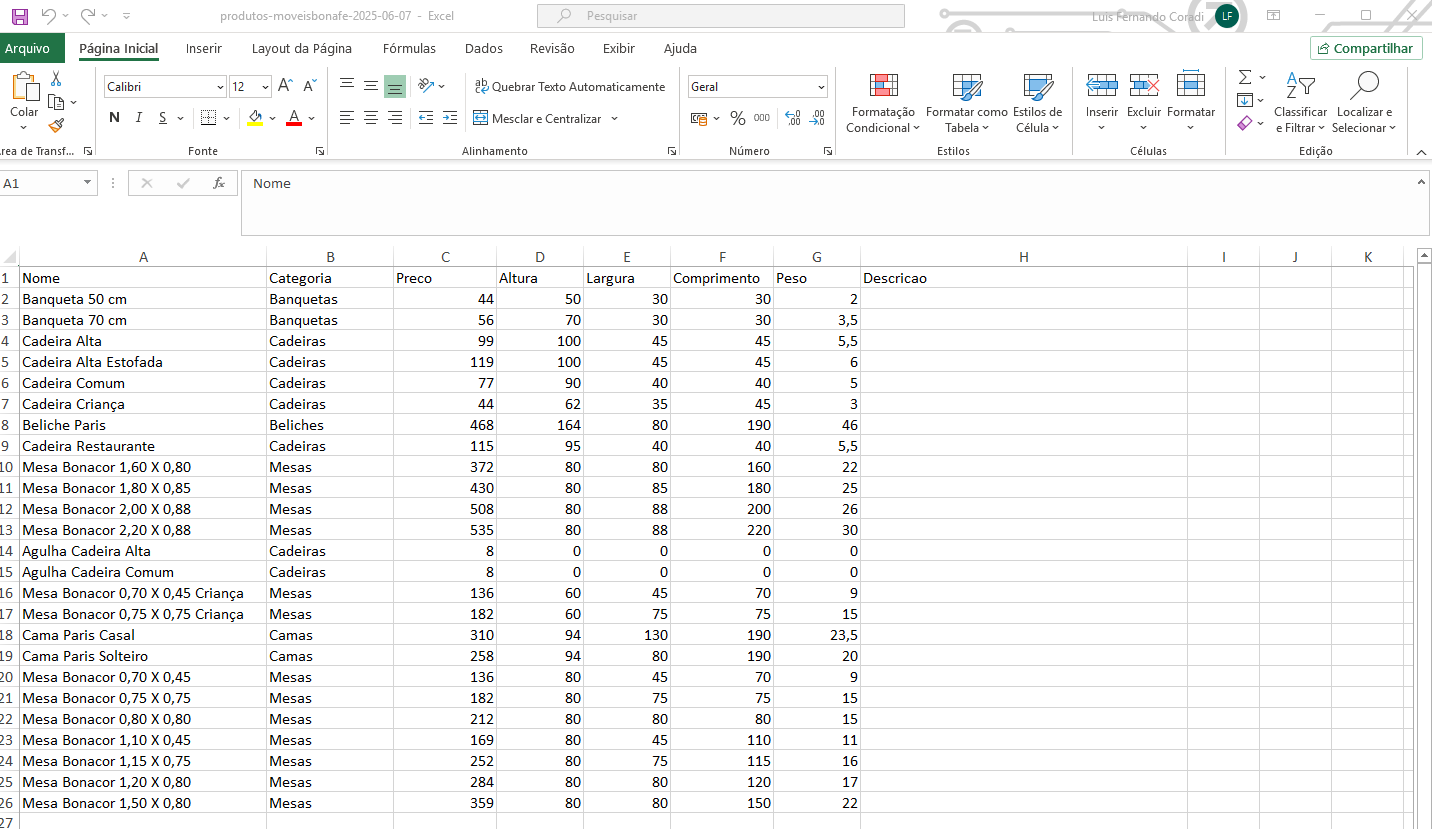 produtos-moveisbonafe-2025-06-07 - Excel
Pesquisar
Luis Fernando Coradi
LF
Arquivo
Página Inicial
Inserir
Layout da Página
Fórmulas
Dados
Revisão
Exibir
Ajuda
Compartilhar
Colar
Calibri
12
N I S
Quebrar Texto Automaticamente
Mesclar e Centralizar
Geral
% 000
Formatação Condicional
Formatar como Tabela
Estilos de Célula
Inserir
Excluir
Formatar
Classificar e Filtrar
Localizar e Selecionar
rea de Transf...
Fonte
Alinhamento
Número
Estilos
Células
Edição
A1
fx
Nome
A B C D E F G H I J K
1 Nome Categoria Preco Altura Largura Comprimento Peso Descricao
2 Banqueta 50 cm Banquetas 44 50 30 30 2
3 Banqueta 70 cm Banquetas 56 70 30 30 3,5
4 Cadeira Alta Cadeiras 99 100 45 45 5,5
5 Cadeira Alta Estofada Cadeiras 119 100 45 45 6
6 Cadeira Comum Cadeiras 77 90 40 40 5
7 Cadeira Criança Cadeiras 44 62 35 45 3
8 Beliche Paris Beliches 468 164 80 190 46
9 Cadeira Restaurante Cadeiras 115 95 40 40 5,5
10 Mesa Bonacor 1,60 X 0,80 Mesas 372 80 80 160 22
11 Mesa Bonacor 1,80 X 0,85 Mesas 430 80 85 180 25
12 Mesa Bonacor 2,00 X 0,88 Mesas 508 80 88 200 26
13 Mesa Bonacor 2,20 X 0,88 Mesas 535 80 88 220 30
14 Agulha Cadeira Alta Cadeiras 8 0 0 0 0
15 Agulha Cadeira Comum Cadeiras 8 0 0 0 0
16 Mesa Bonacor 0,70 X 0,45 Criança Mesas 136 60 45 70 9
17 Mesa Bonacor 0,75 X 0,75 Criança Mesas 182 60 75 75 15
18 Cama Paris Casal Camas 310 94 130 190 23,5
19 Cama Paris Solteiro Camas 258 94 80 190 20
20 Mesa Bonacor 0,70 X 0,45 Mesas 136 80 45 70 9
21 Mesa Bonacor 0,75 X 0,75 Mesas 182 80 75 75 15
22 Mesa Bonacor 0,80 X 0,80 Mesas 212 80 80 80 15
23 Mesa Bonacor 1,10 X 0,45 Mesas 169 80 45 110 11
24 Mesa Bonacor 1,15 X 0,75 Mesas 252 80 75 115 16
25 Mesa Bonacor 1,20 X 0,80 Mesas 284 80 80 120 17
26 Mesa Bonacor 1,50 X 0,80 Mesas 359 80 80 150 22
27